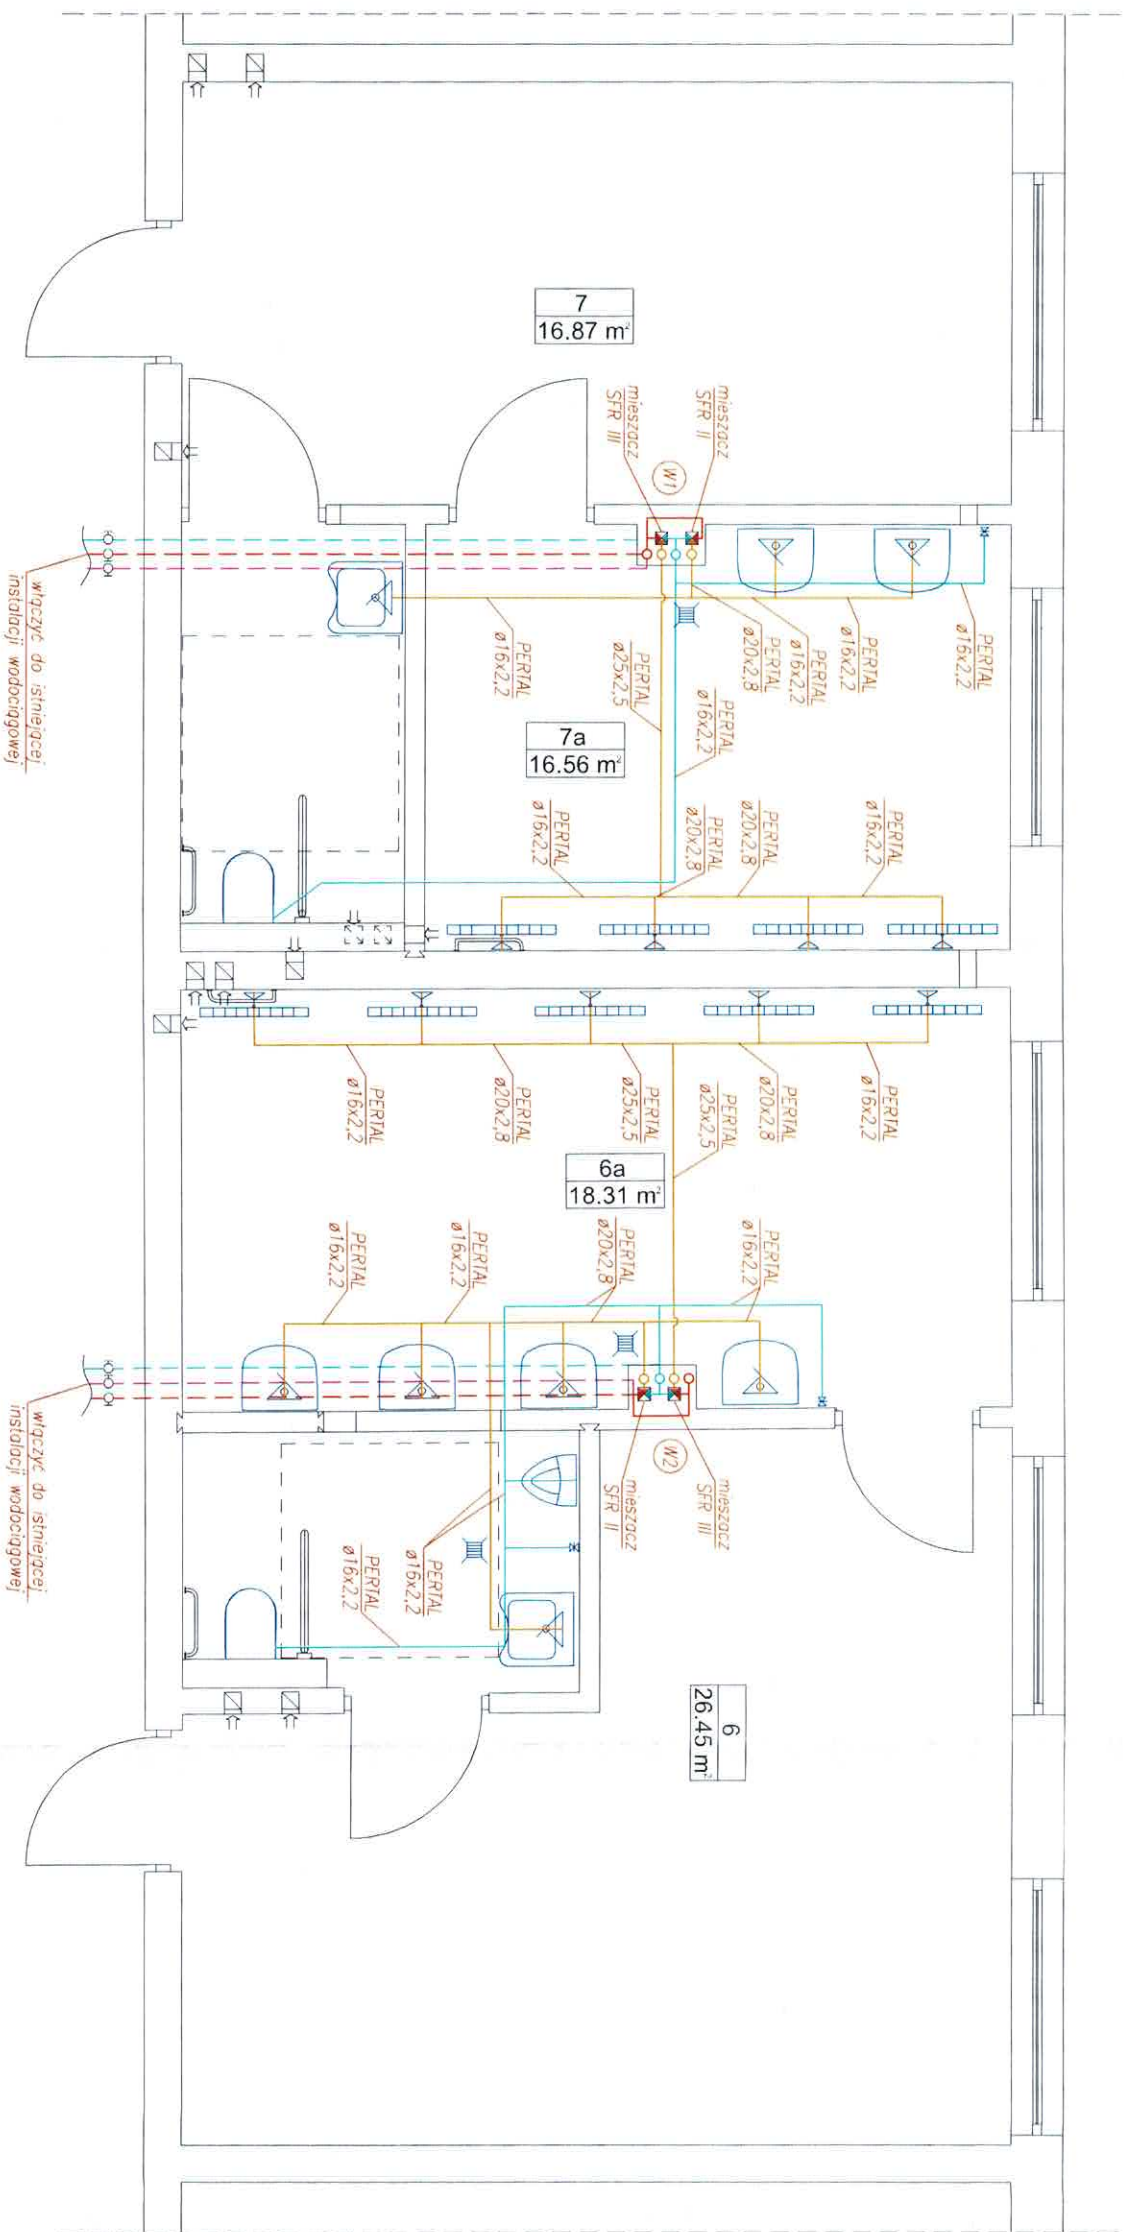 7
16.87 m²
mieszacz
SFR II
mieszacz
SFR III
W1
PERTAL
ø16x2,2
PERTAL
ø16x2,2
PERTAL
ø16x2,2
PERTAL
ø20x2,8
PERTAL
ø25x2,5
PERTAL
ø16x2,2
włączyć do istniejącej
instalacji wodociągowej
PERTAL
ø16x2,2
7a
16.56 m²
PERTAL
ø16x2,2
PERTAL
ø20x2,8
PERTAL
ø20x2,8
PERTAL
ø16x2,2
PERTAL
ø16x2,2
PERTAL
ø20x2,8
PERTAL
ø25x2,5
PERTAL
ø25x2,5
PERTAL
ø20x2,8
PERTAL
ø16x2,2
6a
18.31 m²
PERTAL
ø16x2,2
PERTAL
ø20x2,8
PERTAL
ø16x2,2
PERTAL
ø16x2,2
W2
mieszacz
SFR III
mieszacz
SFR II
włączyć do istniejącej
instalacji wodociągowej
PERTAL
ø16x2,2
PERTAL
ø16x2,2
6
26.45 m²